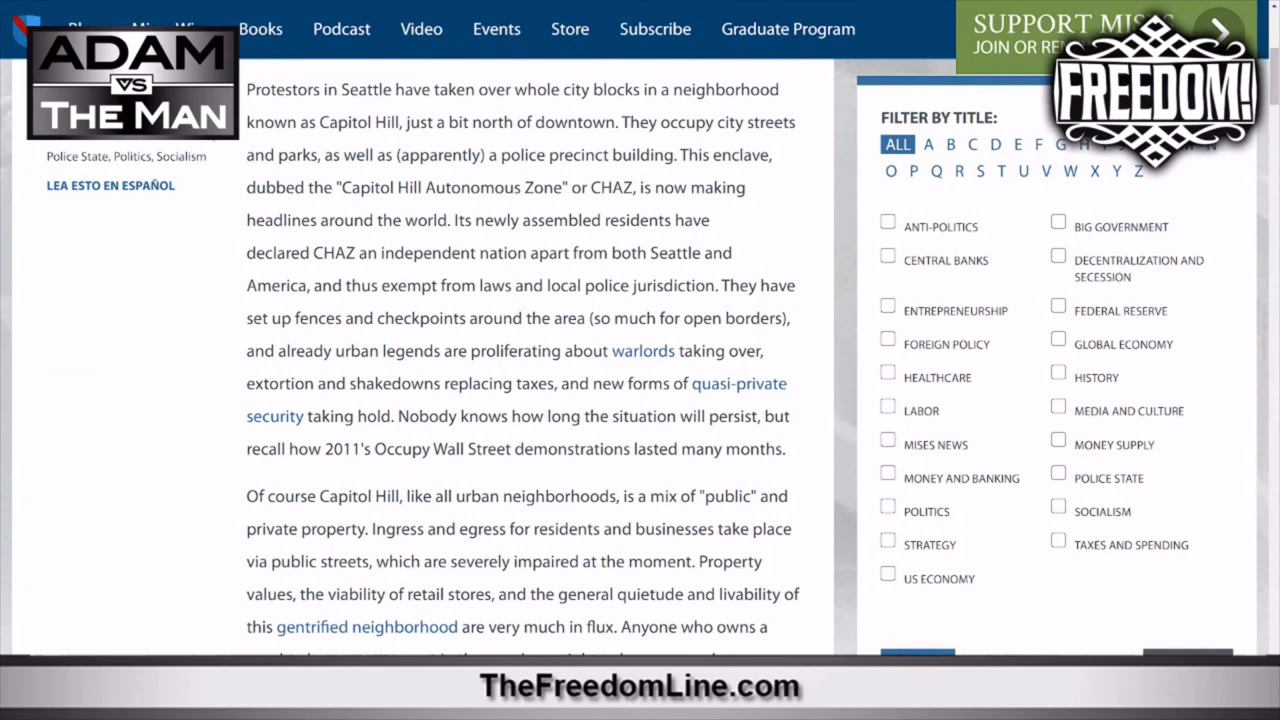 Books Podcast Video Events Store Subscribe Graduate Program
SUPPORT MISES
JOIN OR
ADAM
VS
THE MAN
FREEDOM!
Police State, Politics, Socialism
LEA ESTO EN ESPAÑOL
Protestors in Seattle have taken over whole city blocks in a neighborhood
known as Capitol Hill, just a bit north of downtown. They occupy city streets
and parks, as well as (apparently) a police precinct building. This enclave,
dubbed the "Capitol Hill Autonomous Zone" or CHAZ, is now making
headlines around the world. Its newly assembled residents have
declared CHAZ an independent nation apart from both Seattle and
America, and thus exempt from laws and local police jurisdiction. They have
set up fences and checkpoints around the area (so much for open borders),
and already urban legends are proliferating about warlords taking over,
extortion and shakedowns replacing taxes, and new forms of quasi-private
security taking hold. Nobody knows how long the situation will persist, but
recall how 2011's Occupy Wall Street demonstrations lasted many months.
Of course Capitol Hill, like all urban neighborhoods, is a mix of "public" and
private property. Ingress and egress for residents and businesses take place
via public streets, which are severely impaired at the moment. Property
values, the viability of retail stores, and the general quietude and livability of
this gentrified neighborhood are very much in flux. Anyone who owns a
FILTER BY TITLE:
ALL A B C D E F G H
O P Q R S T U V W X Y Z
ANTI-POLITICS
BIG GOVERNMENT
CENTRAL BANKS
DECENTRALIZATION AND
SECESSION
ENTREPRENEURSHIP
FEDERAL RESERVE
FOREIGN POLICY
GLOBAL ECONOMY
HEALTHCARE
HISTORY
LABOR
MEDIA AND CULTURE
MISES NEWS
MONEY SUPPLY
MONEY AND BANKING
POLICE STATE
POLITICS
SOCIALISM
STRATEGY
TAXES AND SPENDING
US ECONOMY
TheFreedomLine.com